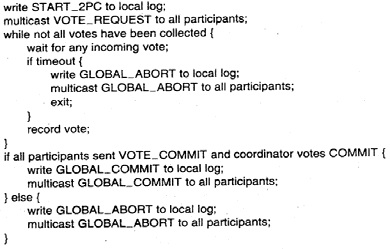 write START_2PC to local log;
multicast VOTE_REQUEST to all participants;
while not all votes have been collected {
wait for any incoming vote;
if timeout {
write GLOBAL_ABORT to local log;
multicast GLOBAL_ABORT to all participants;
exit;
}
record vote;
}
if all participants sent VOTE_COMMIT and coordinator votes COMMIT {
write GLOBAL_COMMIT to local log;
multicast GLOBAL_COMMIT to all participants;
} else {
write GLOBAL_ABORT to local log;
multicast GLOBAL_ABORT to all participants;
}